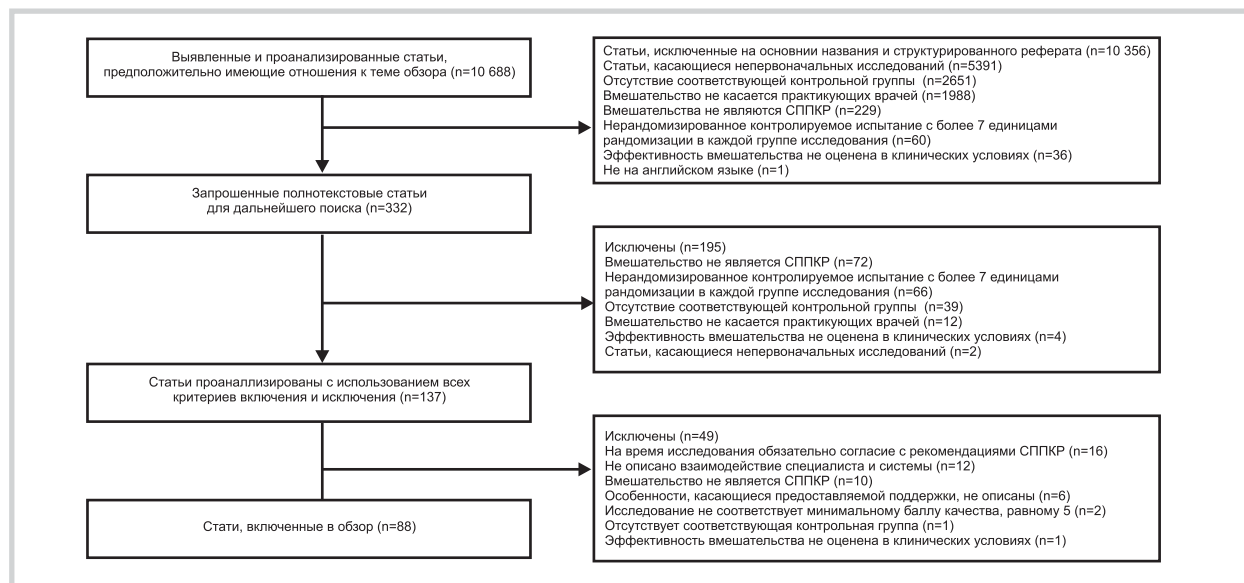 Выявленные и проанализированные статьи,
предположительно имеющие отношения к теме обзора (n=10 688)
Статьи, исключенные на основнии названия и структурированного реферата (n=10 356)
Статьи, касающиеся непервоначальных исследований (n=5391)
Отсутствие соответствующей контрольной группы (n=2651)
Вмешательство не касается практикующих врачей (n=1988)
Вмешательства не являются СППКР (n=229)
Нерандомизированное контролируемое испытание с более 7 единицами
рандомизации в каждой группе исследования (n=60)
Эффективность вмешательства не оценена в клинических условиях (n=36)
Не на английском языке (n=1)
Запрошенные полнотекстовые статьи
для дальнейшего поиска (n=332)
Исключены (n=195)
Вмешательство не является СППКР (n=72)
Нерандомизированное контролируемое испытание с более 7 единицами
рандомизации в каждой группе исследования (n=66)
Отсутствие соответствующей контрольной группы (n=39)
Вмешательство не касается практикующих врачей (n=12)
Эффективность вмешательства не оценена в клинических условиях (n=4)
Статьи, касающиеся непервоначальных исследований (n=2)
Статьи проаналлизированы с использованием всех
критериев включения и исключения (n=137)
Исключены (n=49)
На время исследования обязательно согласие с рекомендациями СППКР (n=16)
Не описано взаимодействие специалиста и системы (n=12)
Вмешательство не является СППКР (n=10)
Особенности, касающиеся предоставляемой поддержки, не описаны (n=6)
Исследование не соответствует минимальному баллу качества, равному 5 (n=2)
Отсутствует соответствующая контрольная группа (n=1)
Эффективность вмешательства не оценена в клинических условиях (n=1)
Стати, включенные в обзор (n=88)